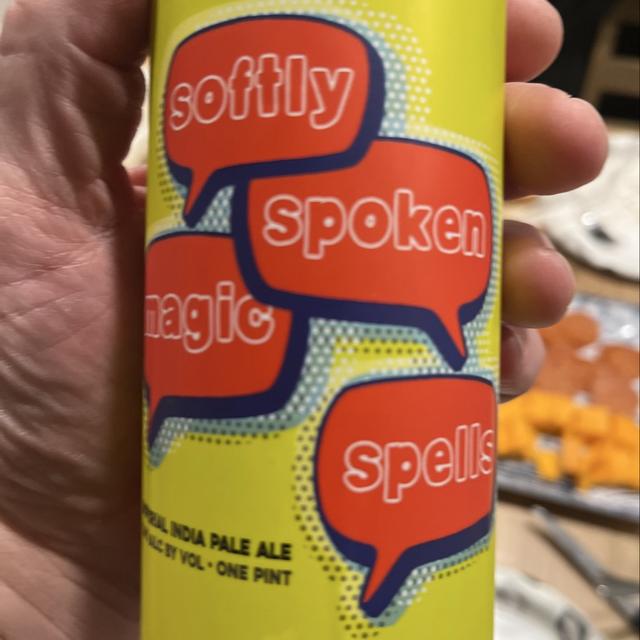 softly
spoken
magic
spells
INDIA PALE ALE
ALC BY VOL • ONE PINT